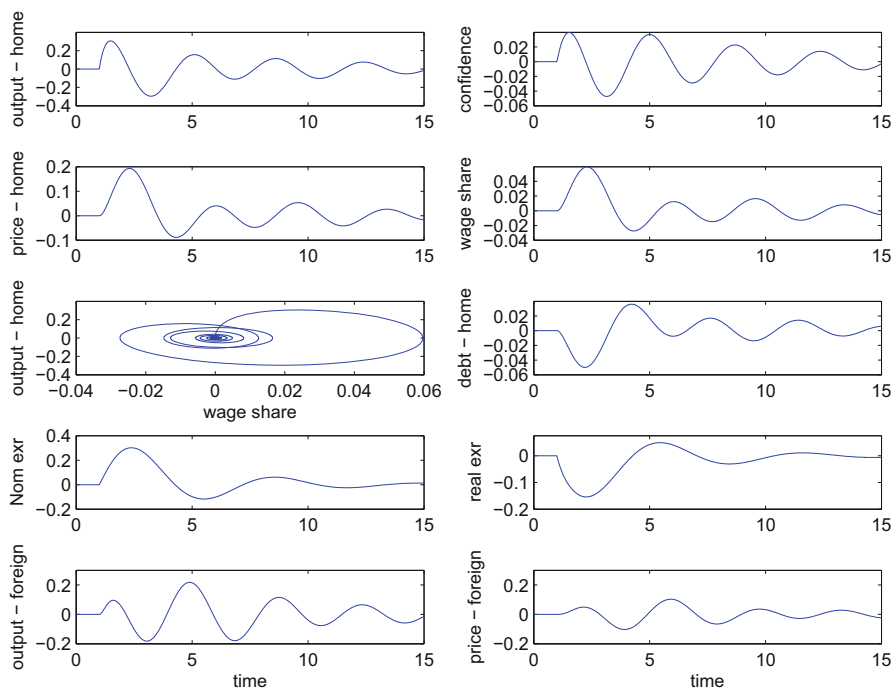 output – home
0.2
0
−0.2
−0.4
0 5 10 15
confidence
0.02
0
−0.02
−0.04
−0.06
0 5 10 15
price – home
0.2
0.1
0
−0.1
0 5 10 15
wage share
0.04
0.02
0
−0.02
−0.04
0 5 10 15
output – home
0.2
0
−0.2
−0.4
−0.04 −0.02 0 0.02 0.04 0.06
wage share
debt – home
0.02
0
−0.02
−0.04
−0.06
0 5 10 15
Nom exr
0.4
0.2
0
−0.2
0 5 10 15
real exr
0
−0.1
−0.2
0 5 10 15
output – foreign
0.2
0
−0.2
0 5 10 15
time
price – foreign
0.2
0
−0.2
0 5 10 15
time